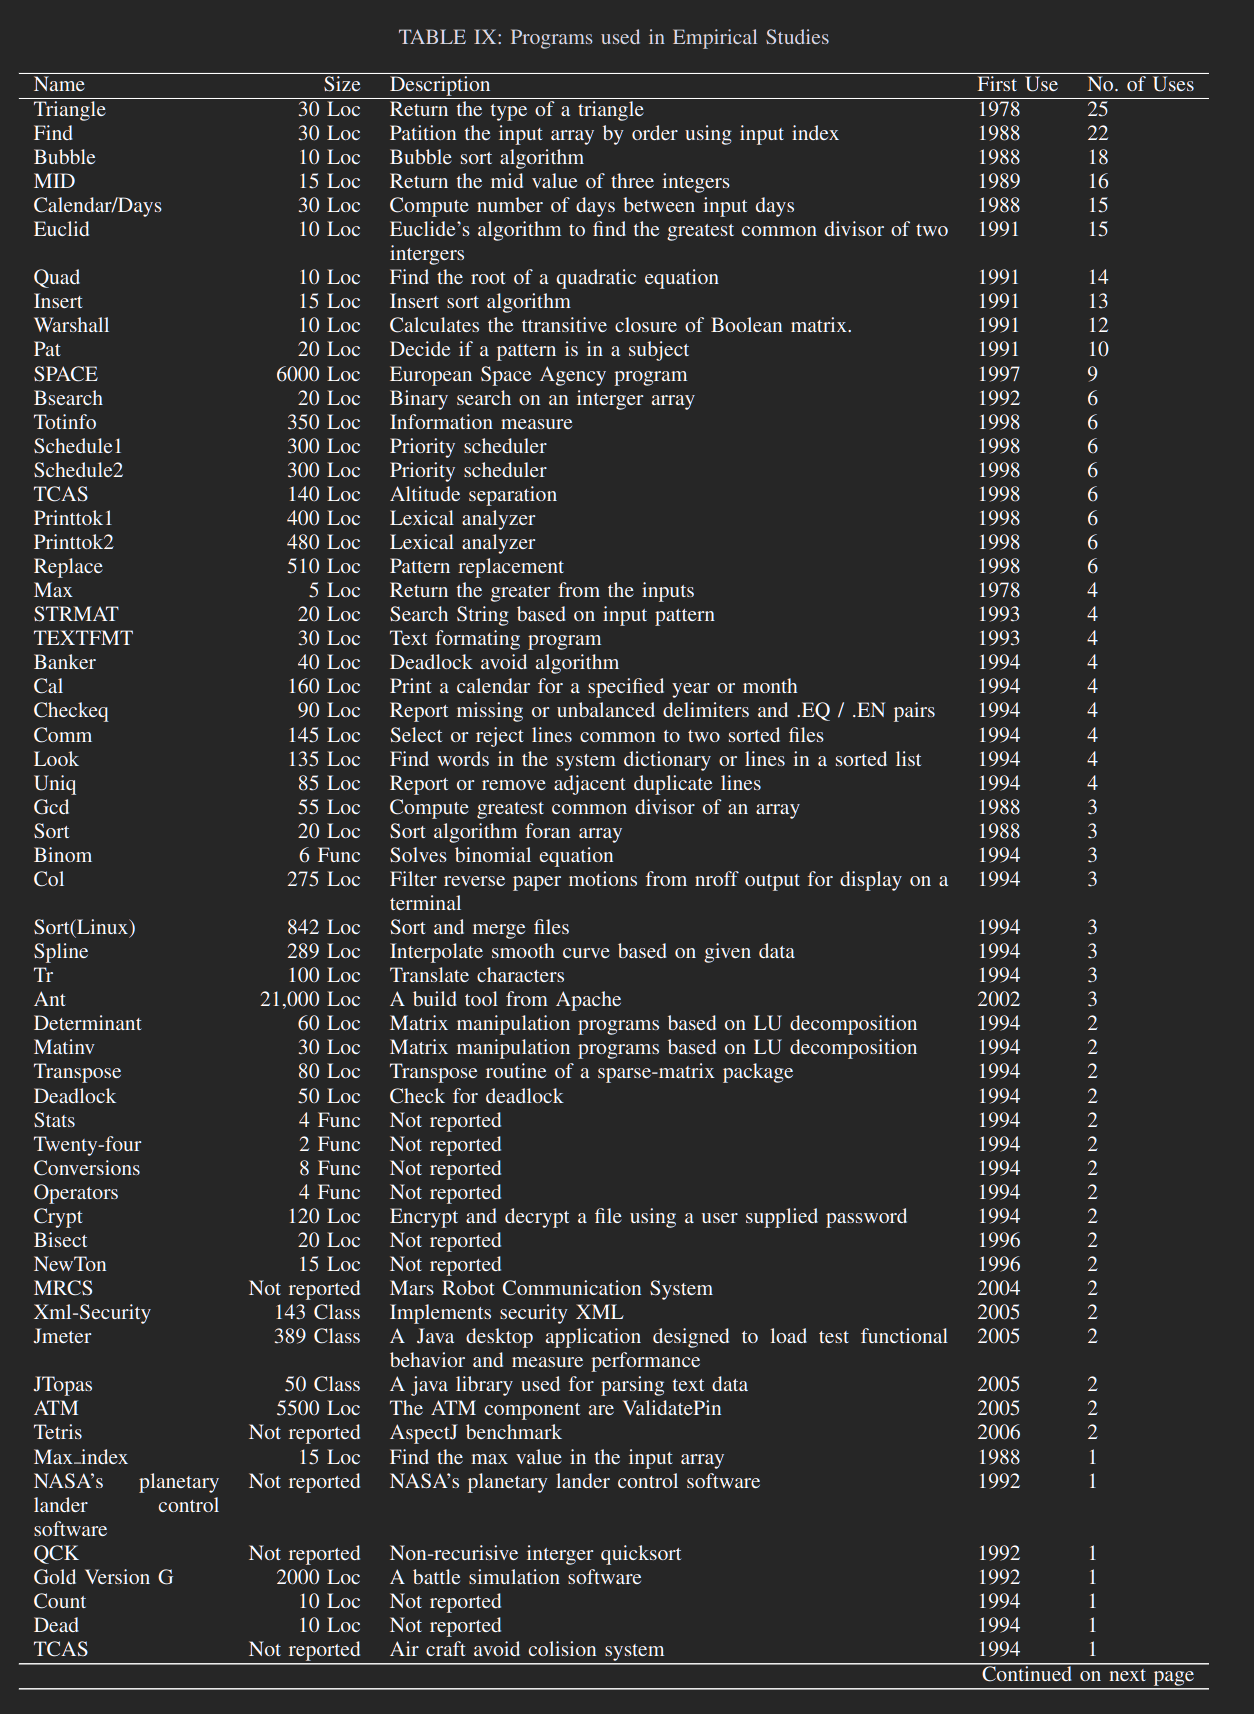 TABLE IX: Programs used in Empirical Studies
Name Size Description First Use No. of Uses
Triangle 30 Loc Return the type of a triangle 1978 25
Find 30 Loc Patition the input array by order using input index 1988 22
Bubble 10 Loc Bubble sort algorithm 1988 18
MID 15 Loc Return the mid value of three integers 1989 16
Calendar/Days 30 Loc Compute number of days between input days 1988 15
Euclid 10 Loc Euclide's algorithm to find the greatest common divisor of two 1991 15
intergers
Quad 10 Loc Find the root of a quadratic equation 1991 14
Insert 15 Loc Insert sort algorithm 1991 13
Warshall 10 Loc Calculates the ttransitive closure of Boolean matrix. 1991 12
Pat 20 Loc Decide if a pattern is in a subject 1991 10
SPACE 6000 Loc European Space Agency program 1997 9
Bsearch 20 Loc Binary search on an interger array 1992 6
Totinfo 350 Loc Information measure 1998 6
Schedule1 300 Loc Priority scheduler 1998 6
Schedule2 300 Loc Priority scheduler 1998 6
TCAS 140 Loc Altitude separation 1998 6
Printtok1 400 Loc Lexical analyzer 1998 6
Printtok2 480 Loc Lexical analyzer 1998 6
Replace 510 Loc Pattern replacement 1998 6
Max 5 Loc Return the greater from the inputs 1978 4
STRMAT 20 Loc Search String based on input pattern 1993 4
TEXTFMT 30 Loc Text formating program 1993 4
Banker 40 Loc Deadlock avoid algorithm 1994 4
Cal 160 Loc Print a calendar for a specified year or month 1994 4
Checkeq 90 Loc Report missing or unbalanced delimiters and .EQ / .EN pairs 1994 4
Comm 145 Loc Select or reject lines common to two sorted files 1994 4
Look 135 Loc Find words in the system dictionary or lines in a sorted list 1994 4
Uniq 85 Loc Report or remove adjacent duplicate lines 1994 4
Gcd 55 Loc Compute greatest common divisor of an array 1988 3
Sort 20 Loc Sort algorithm foran array 1988 3
Binom 6 Func Solves binomial equation 1994 3
Col 275 Loc Filter reverse paper motions from nroff output for display on a 1994 3
terminal
Sort(Linux) 842 Loc Sort and merge files 1994 3
Spline 289 Loc Interpolate smooth curve based on given data 1994 3
Tr 100 Loc Translate characters 1994 3
Ant 21,000 Loc A build tool from Apache 2002 3
Determinant 60 Loc Matrix manipulation programs based on LU decomposition 1994 2
Matinv 30 Loc Matrix manipulation programs based on LU decomposition 1994 2
Transpose 80 Loc Transpose routine of a sparse-matrix package 1994 2
Deadlock 50 Loc Check for deadlock 1994 2
Stats 4 Func Not reported 1994 2
Twenty-four 2 Func Not reported 1994 2
Conversions 8 Func Not reported 1994 2
Operators 4 Func Not reported 1994 2
Crypt 120 Loc Encrypt and decrypt a file using a user supplied password 1994 2
Bisect 20 Loc Not reported 1996 2
NewTon 15 Loc Not reported 1996 2
MRCS Not reported Mars Robot Communication System 2004 2
Xml-Security 143 Class Implements security XML 2005 2
Jmeter 389 Class A Java desktop application designed to load test functional 2005 2
behavior and measure performance
JTopas 50 Class A java library used for parsing text data 2005 2
ATM 5500 Loc The ATM component are ValidatePin 2005 2
Tetris Not reported AspectJ benchmark 2006 2
Max_index 15 Loc Find the max value in the input array 1988 1
NASA's planetary Not reported NASA's planetary lander control software 1992 1
lander control
software
QCK Not reported Non-recurisive interger quicksort 1992 1
Gold Version G 2000 Loc A battle simulation software 1992 1
Count 10 Loc Not reported 1994 1
Dead 10 Loc Not reported 1994 1
TCAS Not reported Air craft avoid colision system 1994 1
Continued on next page